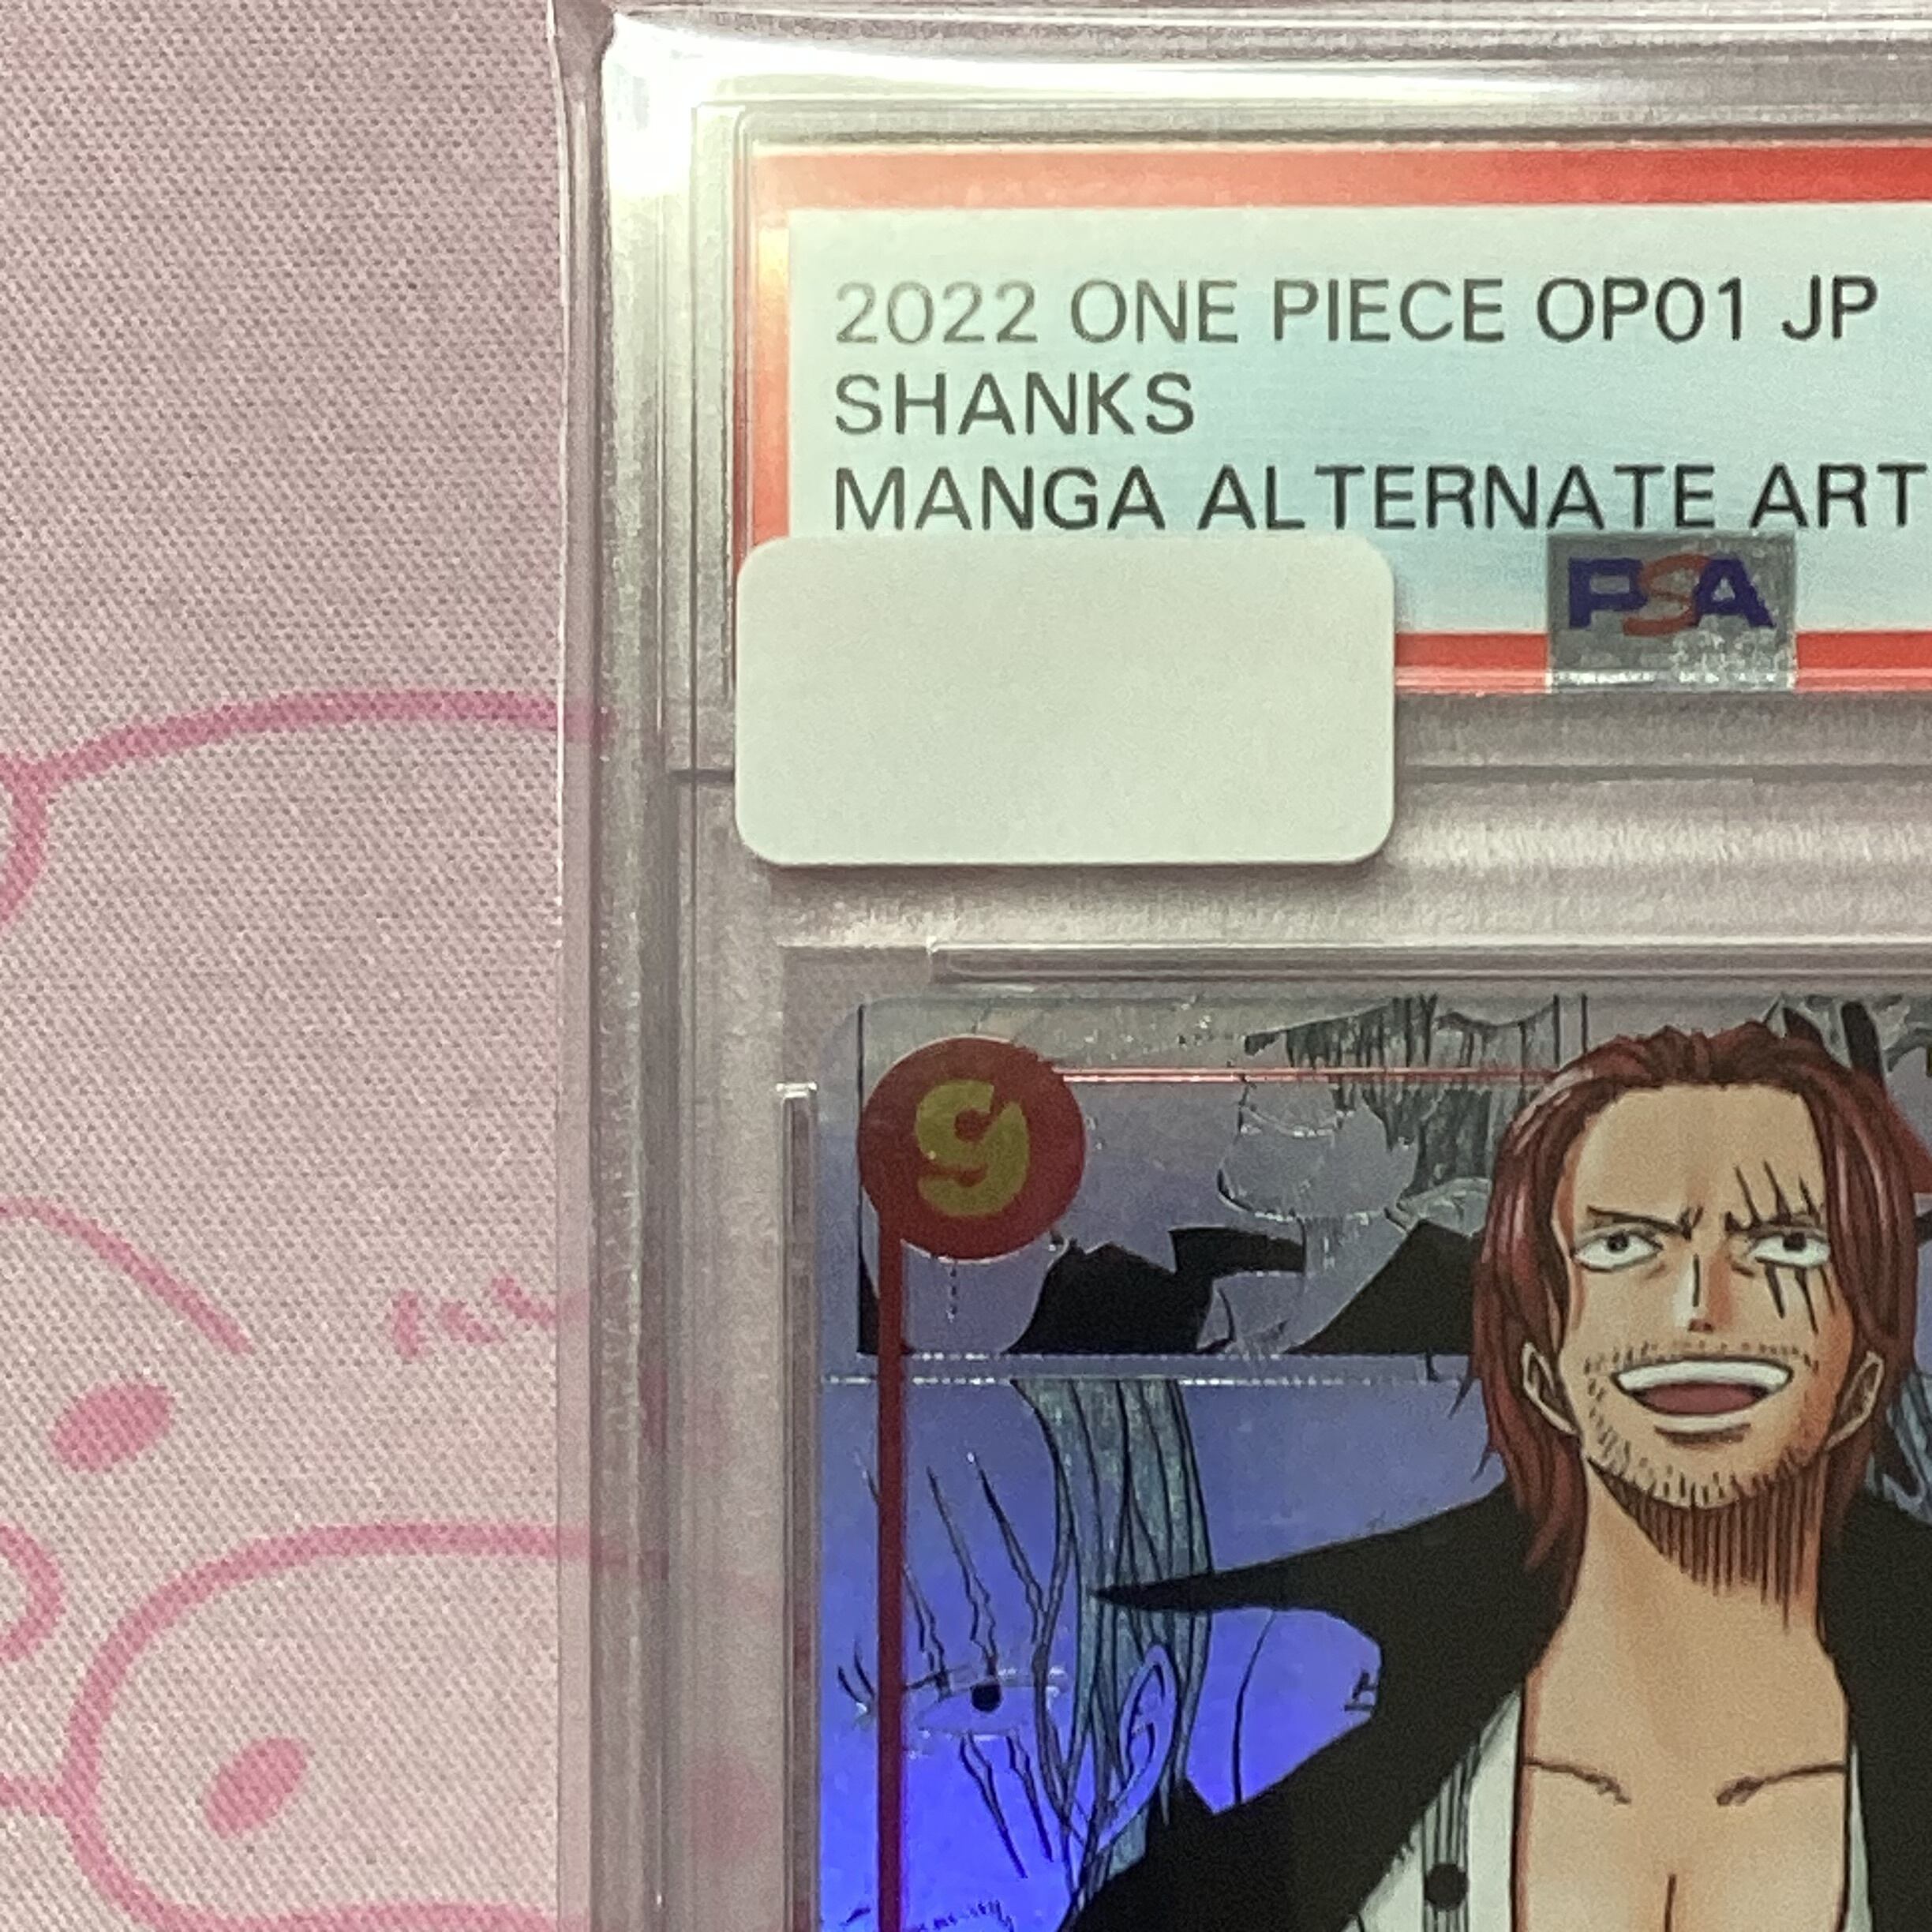 2022 ONE PIECE OP01 JP
SHANKS
MANGA ALTERNATE ART
PSA
9